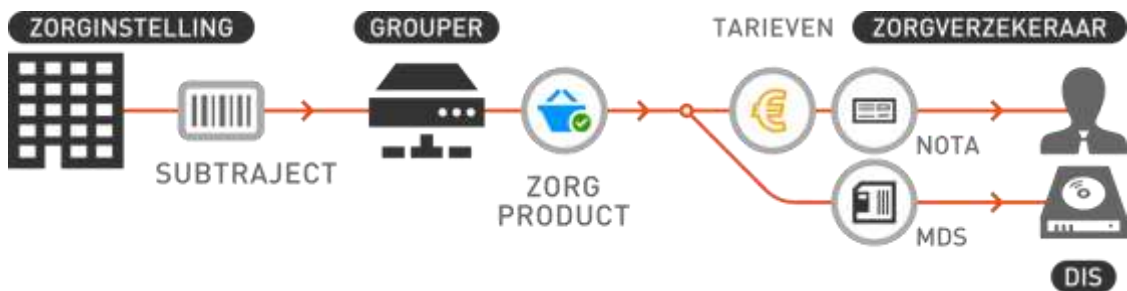 ZORGINSTELLING
GROUPER
TARIEVEN
ZORGVERZEKERAAR
SUBTRAJECT
ZORG
PRODUCT
NOTA
MDS
DIS